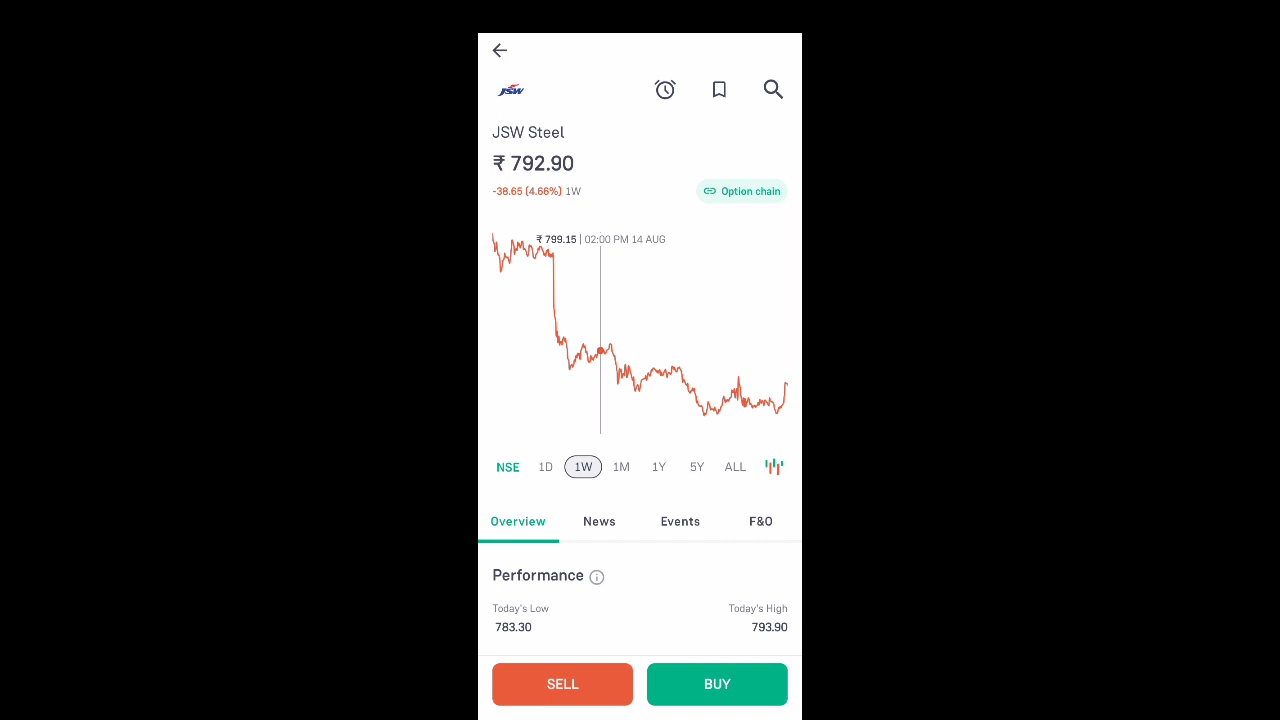 JSW
JSW Steel
₹ 792.90
-38.65 (4.66%) 1W
Option chain
₹ 799.15 | 02:00 PM 14 AUG
NSE 1D 1W 1M 1Y 5Y ALL
Overview News Events F&O
Performance
Today's Low Today's High
783.30 793.90
SELL BUY